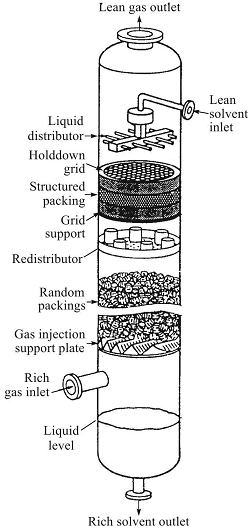 Lean gas outlet
Lean
solvent
inlet
Liquid
distributor
Holddown
grid
Structured
packing
Grid
support
Redistributor
Random
packings
Gas injection
support plate
Rich
gas inlet
Liquid
level
Rich solvent outlet